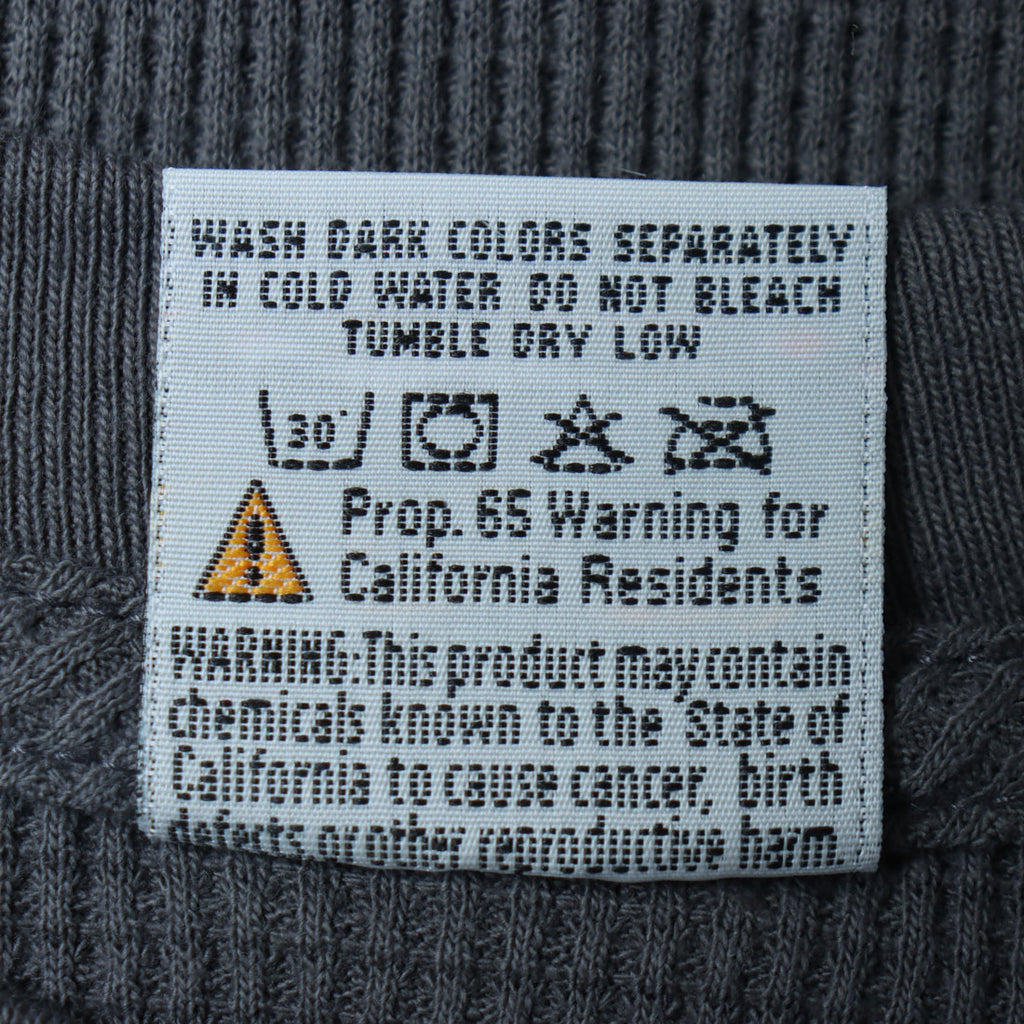 WASH DARK COLORS SEPARATELY
IN COLD WATER DO NOT BLEACH
TUMBLE DRY LOW
30°
Prop. 65 Warning for
California Residents
WARNING: This product may contain
chemicals known to the State of
California to cause cancer, birth
defects or other reproductive harm.